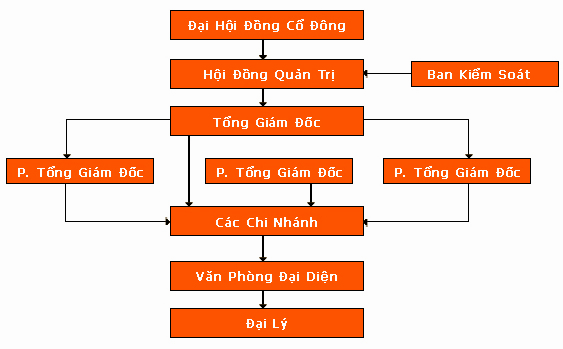 Đại Hội Đồng Cổ Đông
Hội Đồng Quản Trị
Ban Kiểm Soát
Tổng Giám Đốc
P. Tổng Giám Đốc
P. Tổng Giám Đốc
P. Tổng Giám Đốc
Các Chi Nhánh
Văn Phòng Đại Diện
Đại Lý